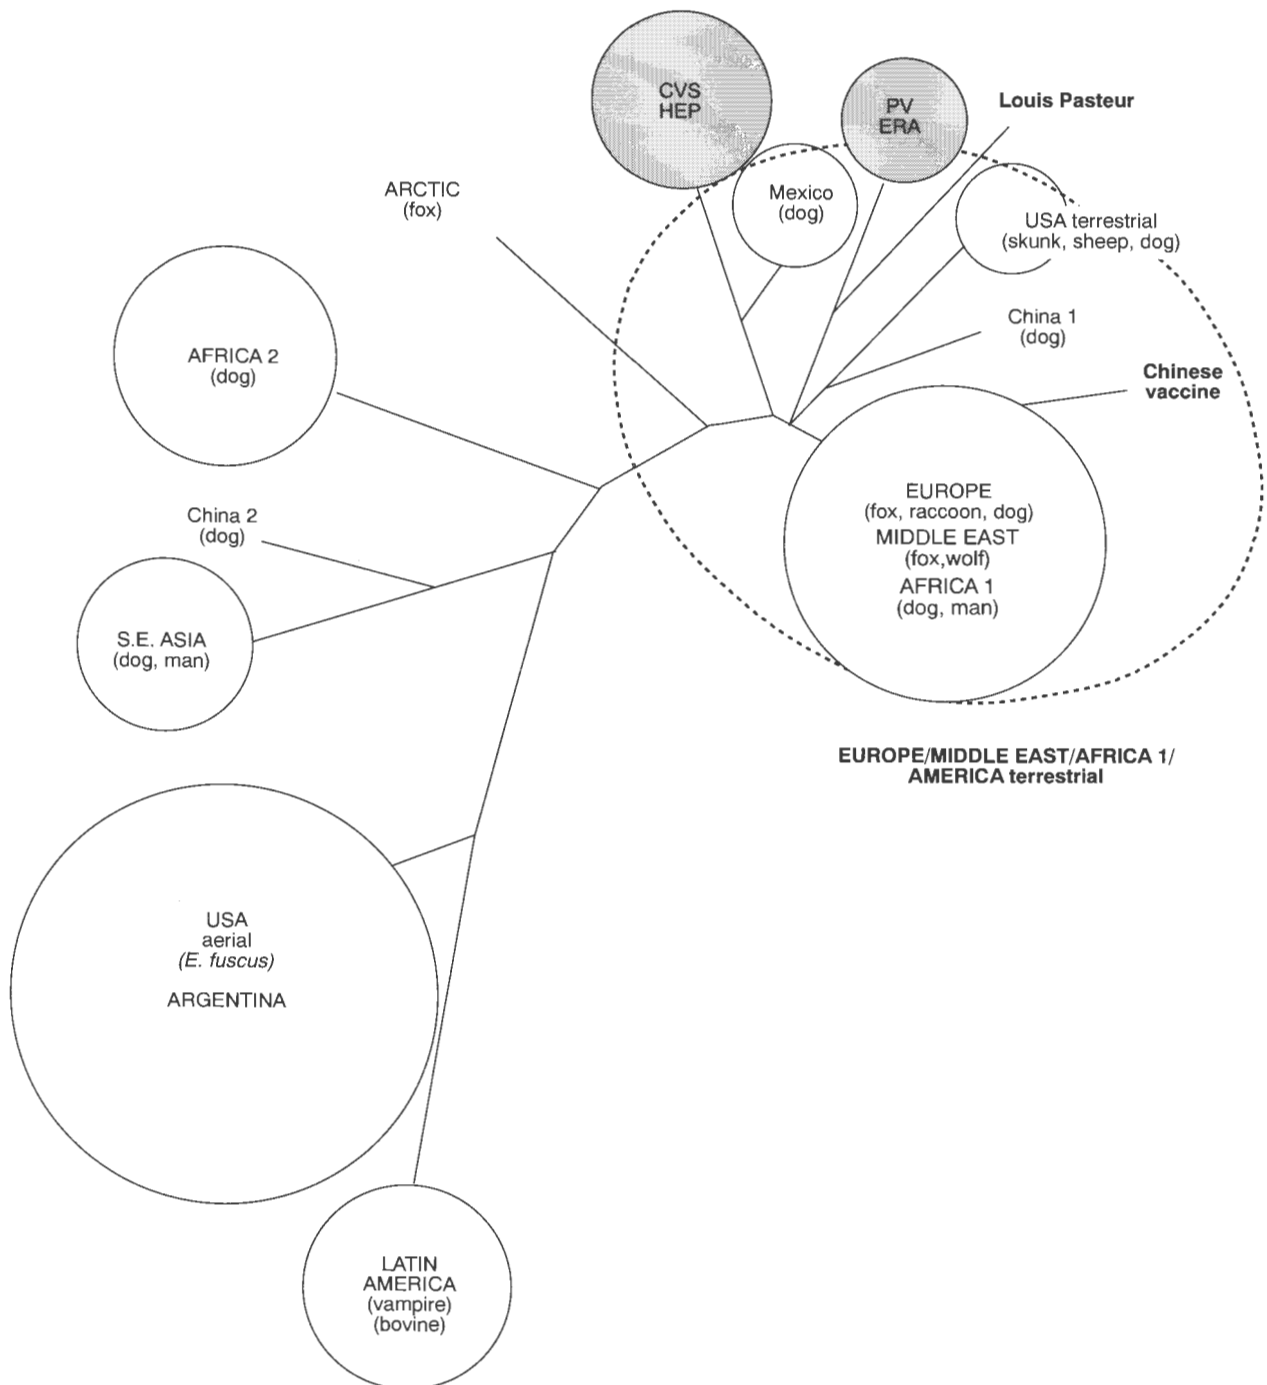 CVS
HEP
PV
ERA
Louis Pasteur
ARCTIC
(fox)
Mexico
(dog)
USA terrestrial
(skunk, sheep, dog)
China 1
(dog)
AFRICA 2
(dog)
Chinese
vaccine
EUROPE
(fox, raccoon, dog)
MIDDLE EAST
(fox,wolf)
AFRICA 1
(dog, man)
China 2
(dog)
S.E. ASIA
(dog, man)
EUROPE/MIDDLE EAST/AFRICA 1/
AMERICA terrestrial
USA
aerial
(E. fuscus)
ARGENTINA
LATIN
AMERICA
(vampire)
(bovine)